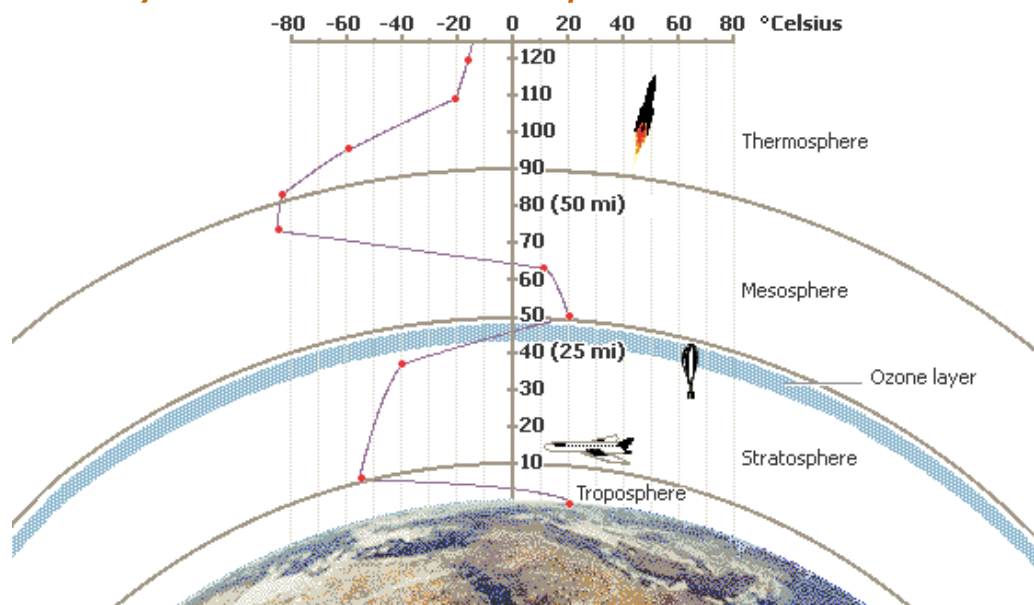 -80 -60 -40 -20 0 20 40 60 80 °Celsius
120
110
100
Thermosphere
90
80 (50 mi)
70
60
Mesosphere
50
40 (25 mi)
Ozone layer
30
20
Stratosphere
10
Troposphere